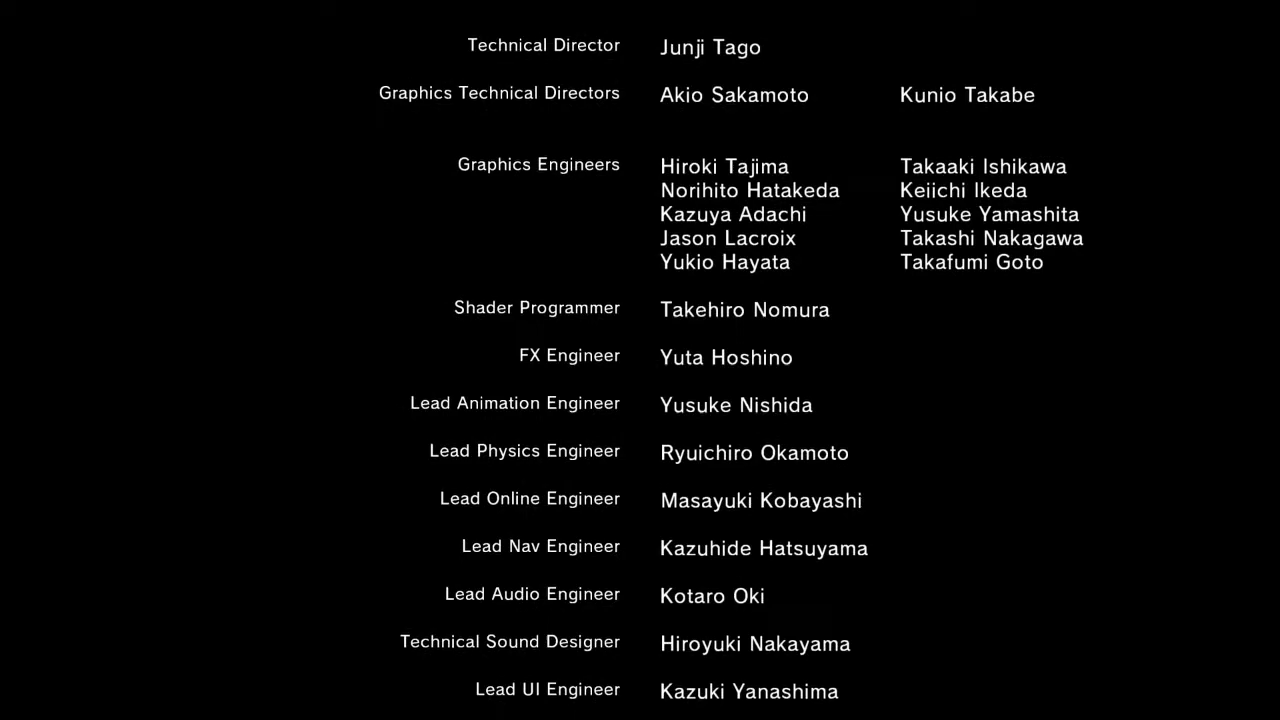 Technical Director Junji Tago
Graphics Technical Directors Akio Sakamoto Kunio Takabe
Graphics Engineers Hiroki Tajima Takaaki Ishikawa
Norihito Hatakeda Keiichi Ikeda
Kazuya Adachi Yusuke Yamashita
Jason Lacroix Takashi Nakagawa
Yukio Hayata Takafumi Goto
Shader Programmer Takehiro Nomura
FX Engineer Yuta Hoshino
Lead Animation Engineer Yusuke Nishida
Lead Physics Engineer Ryuichiro Okamoto
Lead Online Engineer Masayuki Kobayashi
Lead Nav Engineer Kazuhide Hatsuyama
Lead Audio Engineer Kotaro Oki
Technical Sound Designer Hiroyuki Nakayama
Lead UI Engineer Kazuki Yanashima